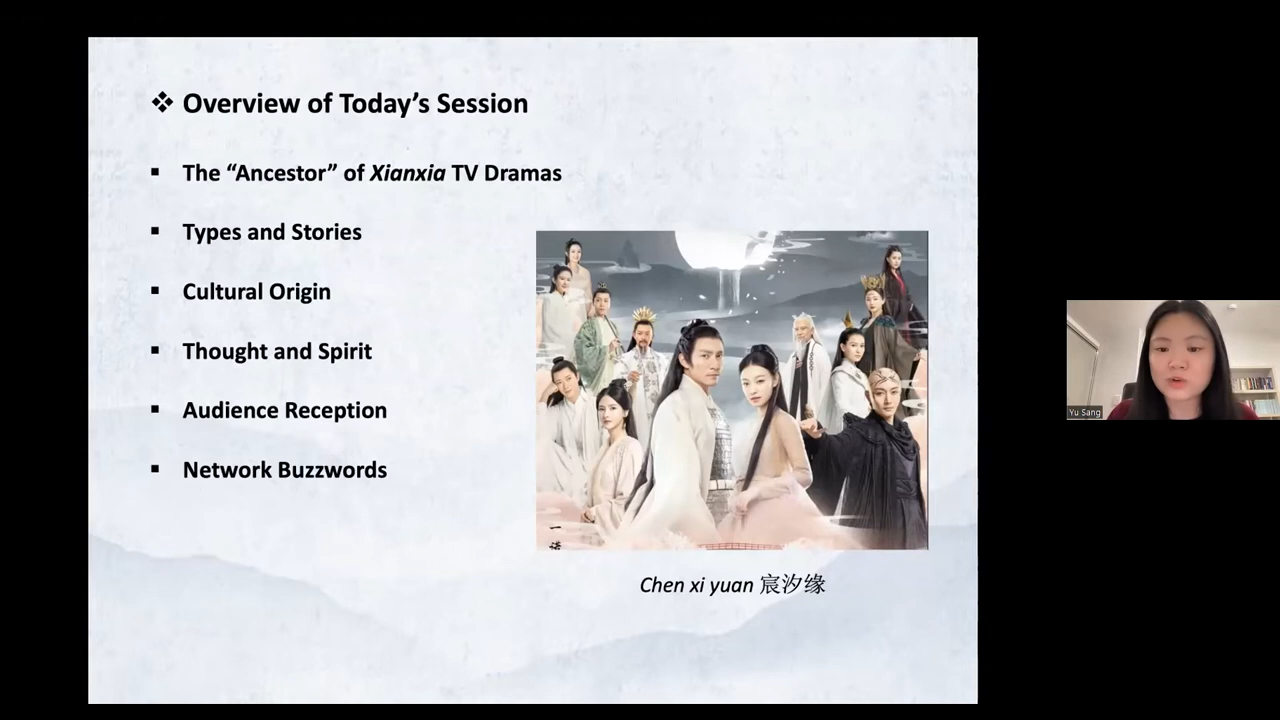 ❖ Overview of Today's Session
▪ The “Ancestor” of Xianxia TV Dramas
▪ Types and Stories
▪ Cultural Origin
▪ Thought and Spirit
▪ Audience Reception
▪ Network Buzzwords
一
Chen xi yuan 宸汐缘
Yu Sang